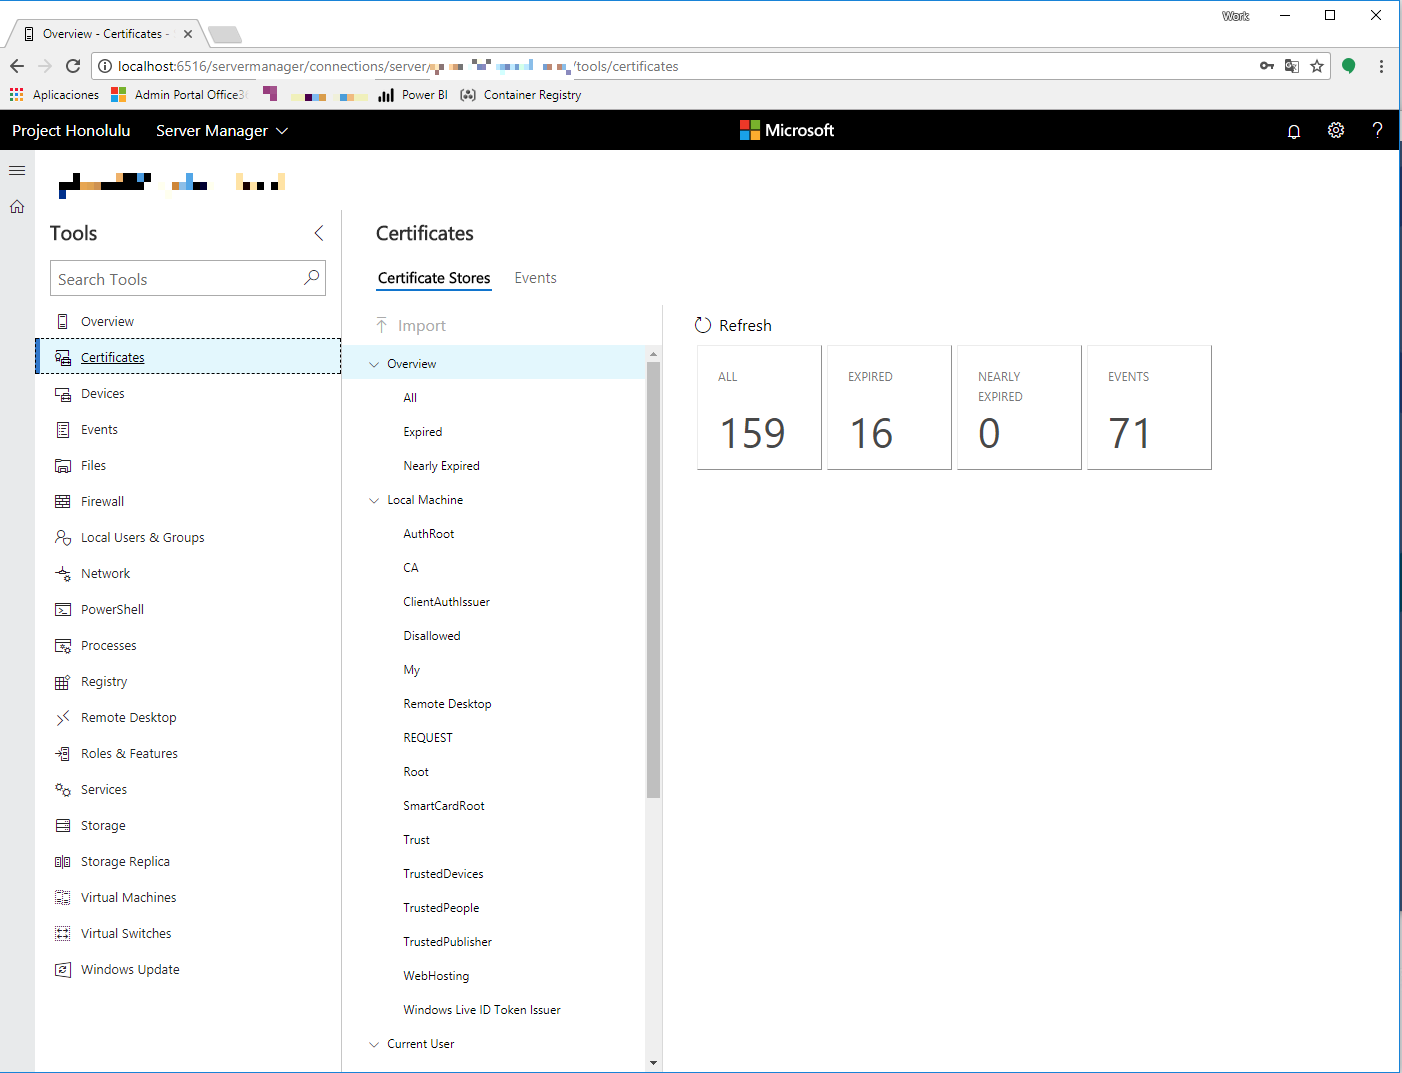 Work
Overview - Certificates -
localhost:6516/servermanager/connections/server/
/tools/certificates
Aplicaciones
Admin Portal Office3
Power BI
Container Registry
Project Honolulu
Server Manager
Microsoft
?
Tools
Search Tools
Overview
Certificates
Devices
Events
Files
Firewall
Local Users & Groups
Network
PowerShell
Processes
Registry
Remote Desktop
Roles & Features
Services
Storage
Storage Replica
Virtual Machines
Virtual Switches
Windows Update
Certificates
Certificate Stores
Events
Import
Overview
All
Expired
Nearly Expired
Local Machine
AuthRoot
CA
ClientAuthIssuer
Disallowed
My
Remote Desktop
REQUEST
Root
SmartCardRoot
Trust
TrustedDevices
TrustedPeople
TrustedPublisher
WebHosting
Windows Live ID Token Issuer
Current User
Refresh
ALL
159
EXPIRED
16
NEARLY
EXPIRED
0
EVENTS
71